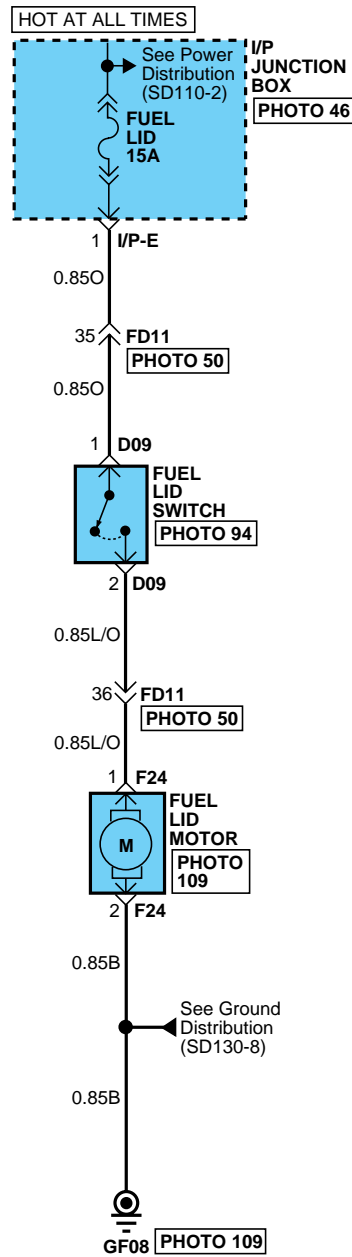 HOT AT ALL TIMES
See Power
Distribution
(SD110-2)
I/P
JUNCTION
BOX
PHOTO 46
FUEL
LID
15A
1 I/P-E
0.85O
35 FD11
PHOTO 50
0.85O
1 D09
FUEL
LID
SWITCH
PHOTO 94
2 D09
0.85L/O
36 FD11
PHOTO 50
0.85L/O
1 F24
FUEL
LID
MOTOR
M
PHOTO
109
2 F24
0.85B
See Ground
Distribution
(SD130-8)
0.85B
GF08 PHOTO 109